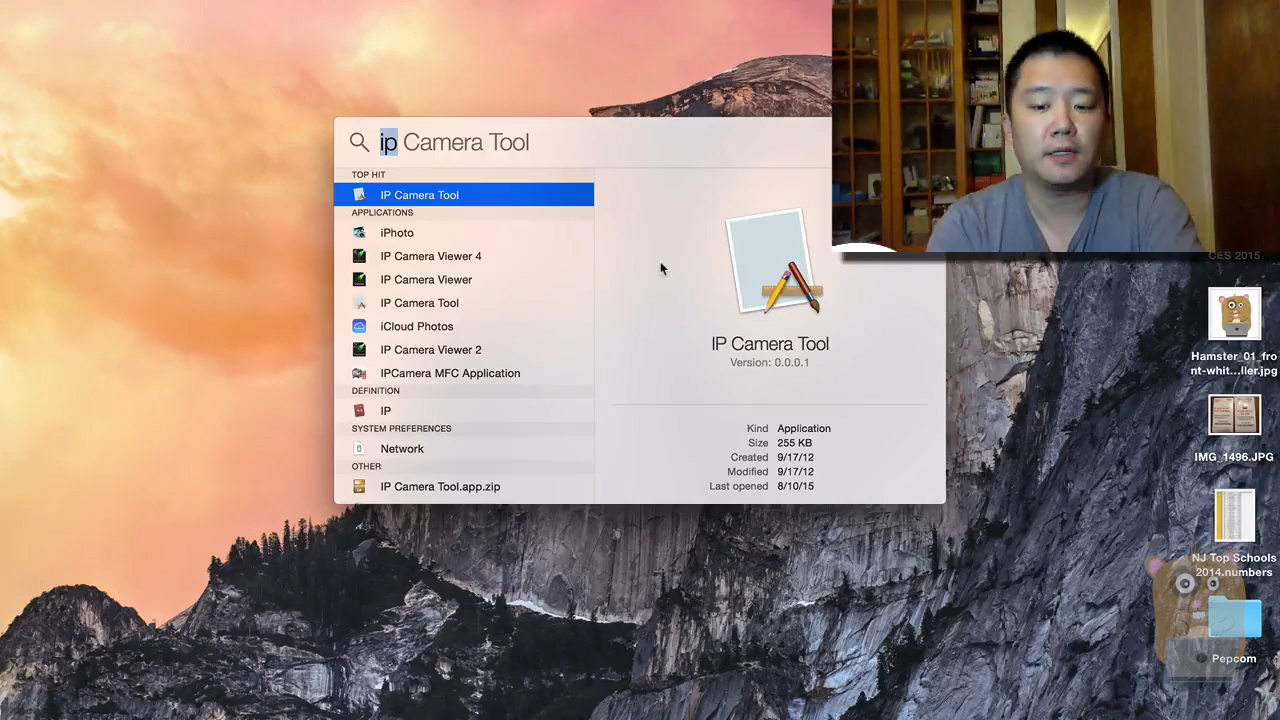 ip Camera Tool
TOP HIT
IP Camera Tool
APPLICATIONS
iPhoto
IP Camera Viewer 4
IP Camera Viewer
IP Camera Tool
iCloud Photos
IP Camera Viewer 2
IPCamera MFC Application
DEFINITION
IP
SYSTEM PREFERENCES
Network
OTHER
IP Camera Tool.app.zip
IP Camera Tool
Version: 0.0.0.1
Kind Application
Size 255 KB
Created 9/17/12
Modified 9/17/12
Last opened 8/10/15
CES 2015
Hamster_01_fro
nt-whit...ller.jpg
IMG_1496.JPG
NJ Top Schools
2014.numbers
Pepcom